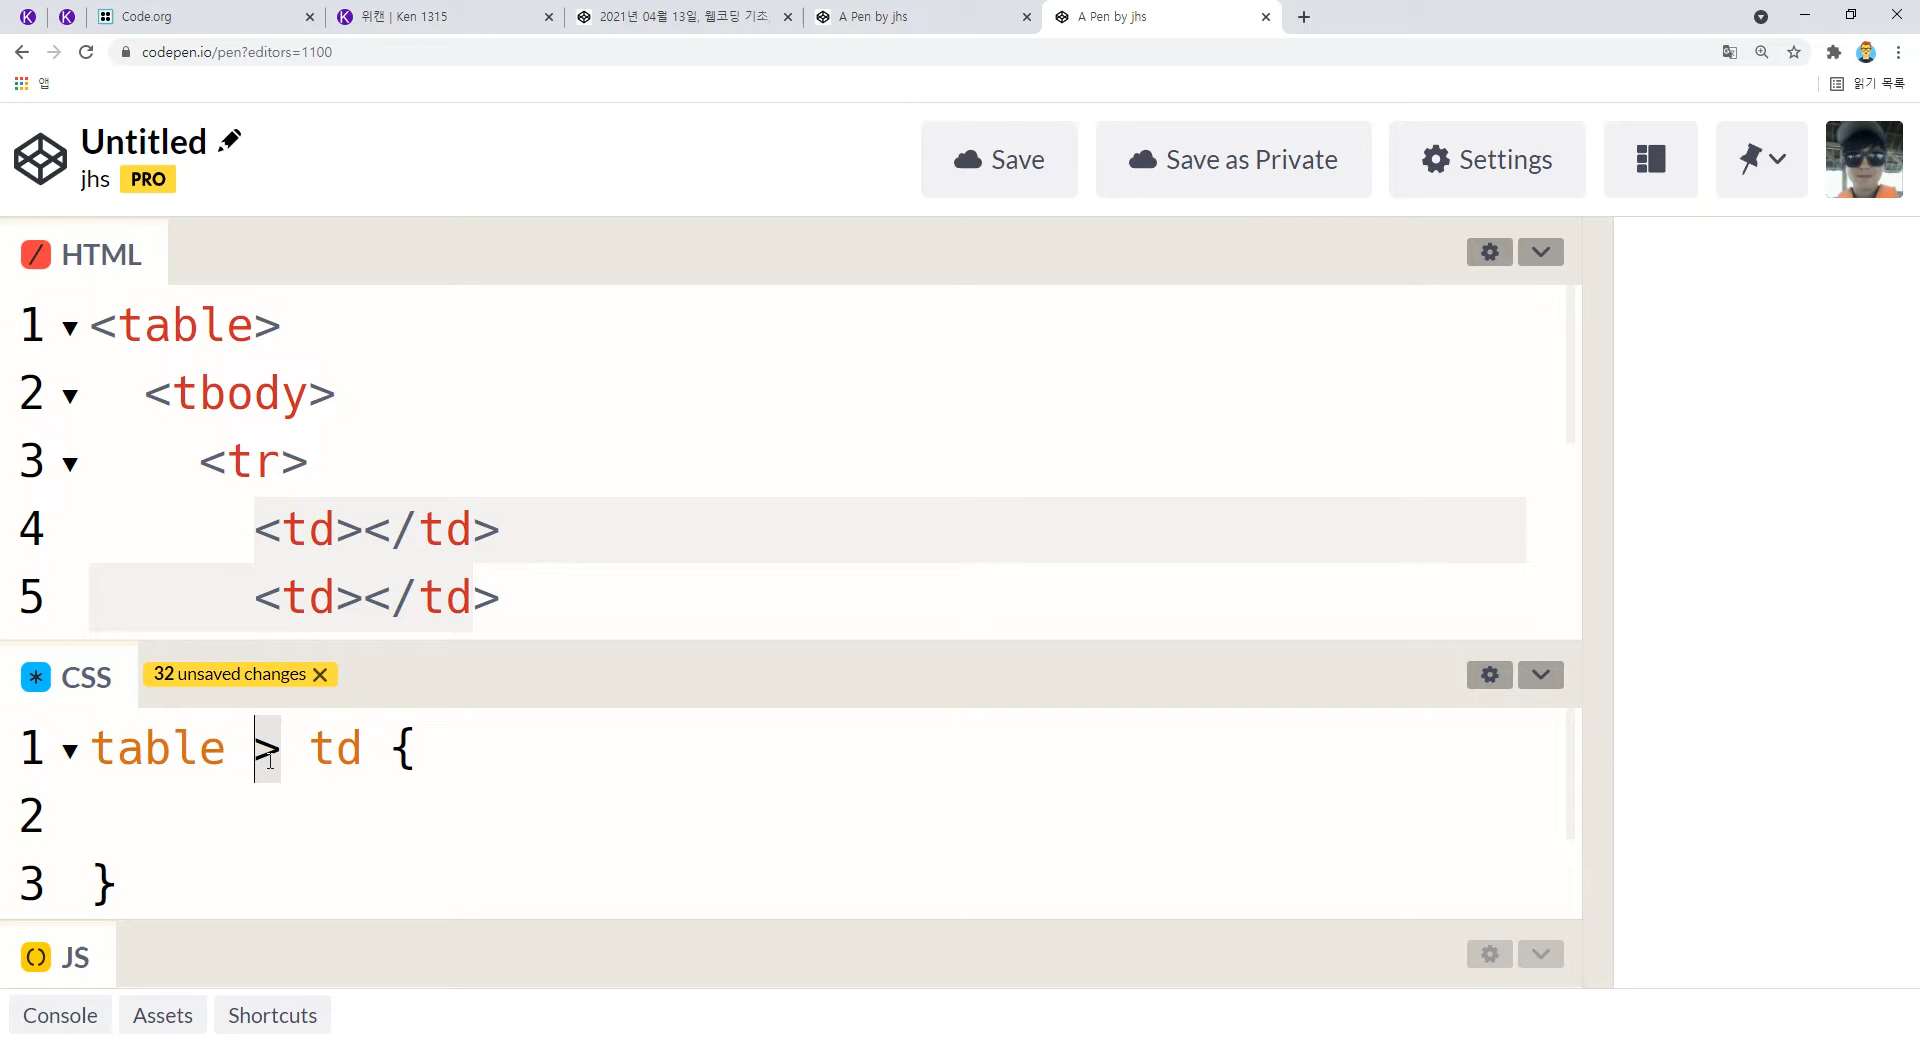 Code.org
위캔 | Ken 1315
2021년 04월 13일, 웹코딩 기초
A Pen by jhs
A Pen by jhs
codepen.io/pen?editors=1100
앱
읽기 목록
Untitled
jhs PRO
Save
Save as Private
Settings
HTML
1 <table>
2 <tbody>
3 <tr>
4 <td></td>
5 <td></td>
CSS
32 unsaved changes
1 table > td {
2
3 }
JS
Console
Assets
Shortcuts